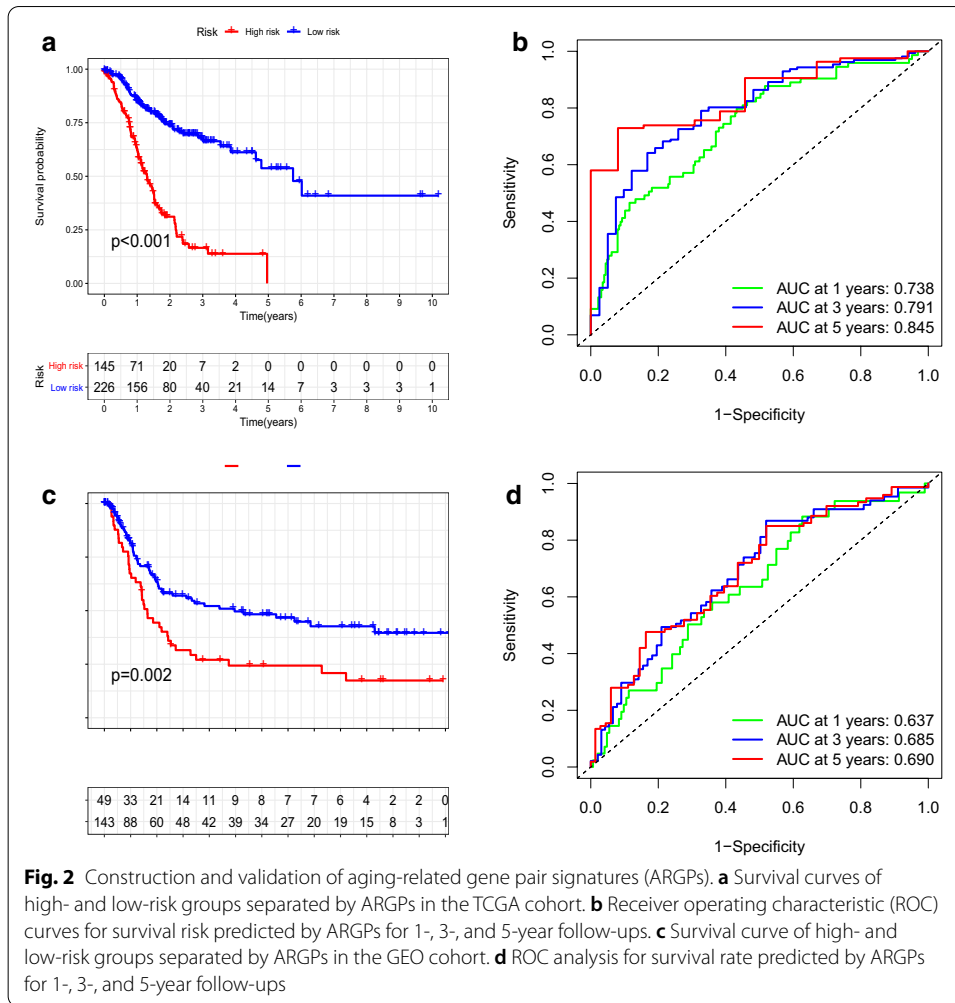 a
Risk High risk Low risk
Survival probability
1.00
0.75
0.50
0.25
0.00
p<0.001
0 1 2 3 4 5 6 7 8 9 10
Time(years)
Risk
High risk 145 71 20 7 2 0 0 0 0 0 0
Low risk 226 156 80 40 21 14 7 3 3 3 1
0 1 2 3 4 5 6 7 8 9 10
Time(years)
b
Sensitivity
1.0
0.8
0.6
0.4
0.2
0.0
AUC at 1 years: 0.738
AUC at 3 years: 0.791
AUC at 5 years: 0.845
0.0 0.2 0.4 0.6 0.8 1.0
1-Specificity
c
p=0.002
49 33 21 14 11 9 8 7 7 6 4 2 2 0
143 88 60 48 42 39 34 27 20 19 15 8 3 1
d
Sensitivity
1.0
0.8
0.6
0.4
0.2
0.0
AUC at 1 years: 0.637
AUC at 3 years: 0.685
AUC at 5 years: 0.690
0.0 0.2 0.4 0.6 0.8 1.0
1-Specificity
Fig. 2 Construction and validation of aging-related gene pair signatures (ARGPs). a Survival curves of
high- and low-risk groups separated by ARGPs in the TCGA cohort. b Receiver operating characteristic (ROC)
curves for survival risk predicted by ARGPs for 1-, 3-, and 5-year follow-ups. c Survival curve of high- and
low-risk groups separated by ARGPs in the GEO cohort. d ROC analysis for survival rate predicted by ARGPs
for 1-, 3-, and 5-year follow-ups